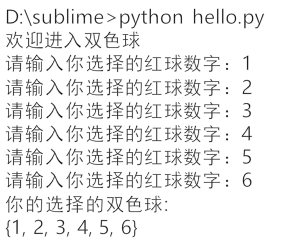 D:\sublime>python hello.py
欢迎进入双色球
请输入你选择的红球数字：1
请输入你选择的红球数字：2
请输入你选择的红球数字：3
请输入你选择的红球数字：4
请输入你选择的红球数字：5
请输入你选择的红球数字：6
你的选择的双色球:
{1, 2, 3, 4, 5, 6}